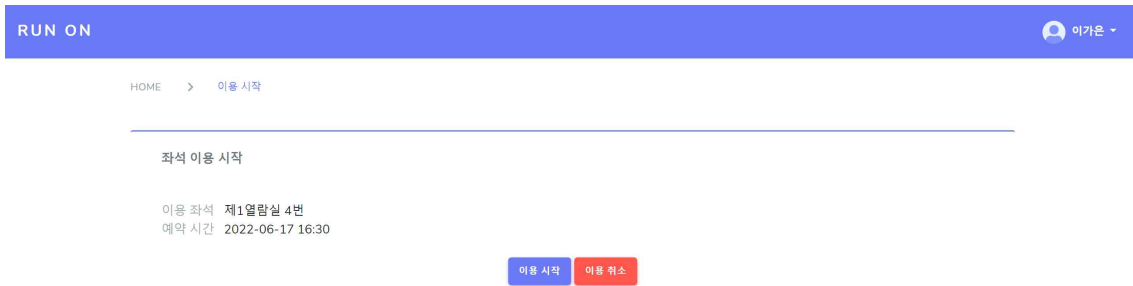 RUN ON
이가은
HOME > 이용 시작
좌석 이용 시작
이용 좌석 제1열람실 4번
예약 시간 2022-06-17 16:30
이용 시작 이용 취소